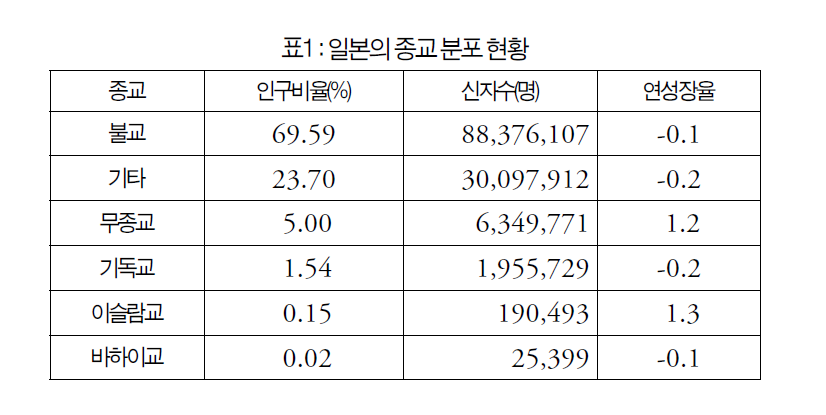 표1 : 일본의 종교 분포 현황
종교 인구비율(%) 신자수(명) 연성장율
불교 69.59 88,376,107 -0.1
기타 23.70 30,097,912 -0.2
무종교 5.00 6,349,771 1.2
기독교 1.54 1,955,729 -0.2
이슬람교 0.15 190,493 1.3
바하이교 0.02 25,399 -0.1